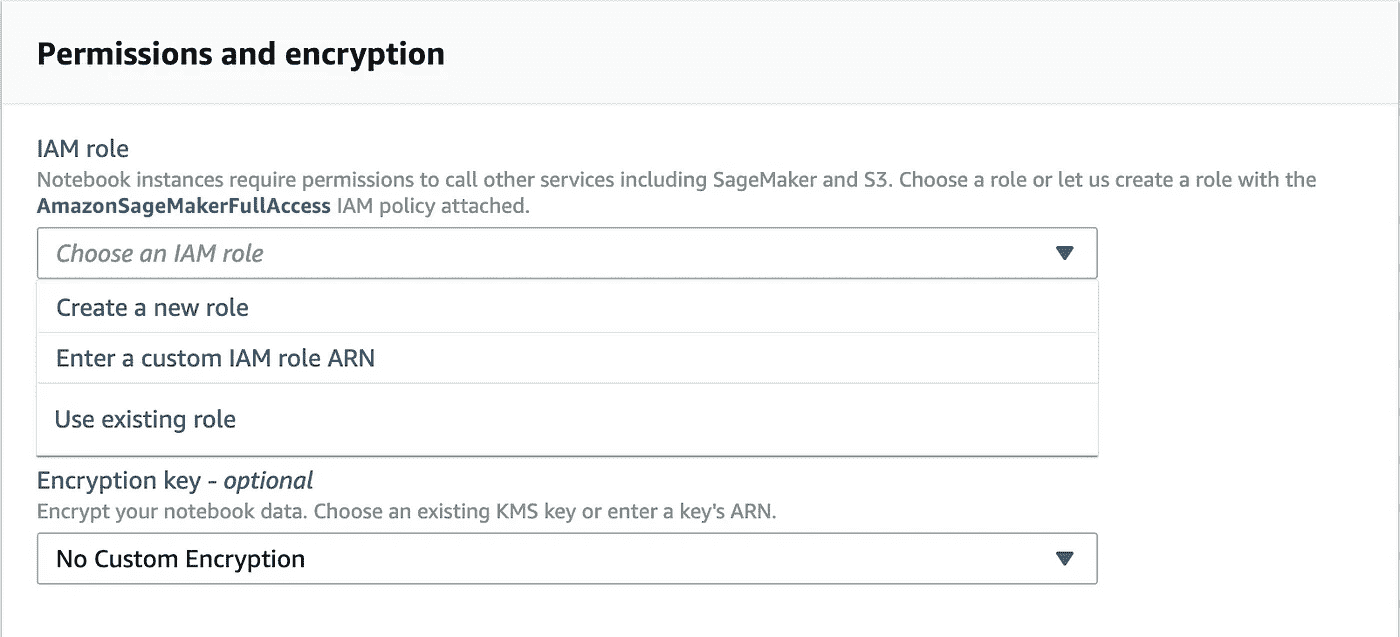 Permissions and encryption
IAM role
Notebook instances require permissions to call other services including SageMaker and S3. Choose a role or let us create a role with the
AmazonSageMakerFullAccess IAM policy attached.
Choose an IAM role
Create a new role
Enter a custom IAM role ARN
Use existing role
Encryption key - optional
Encrypt your notebook data. Choose an existing KMS key or enter a key's ARN.
No Custom Encryption